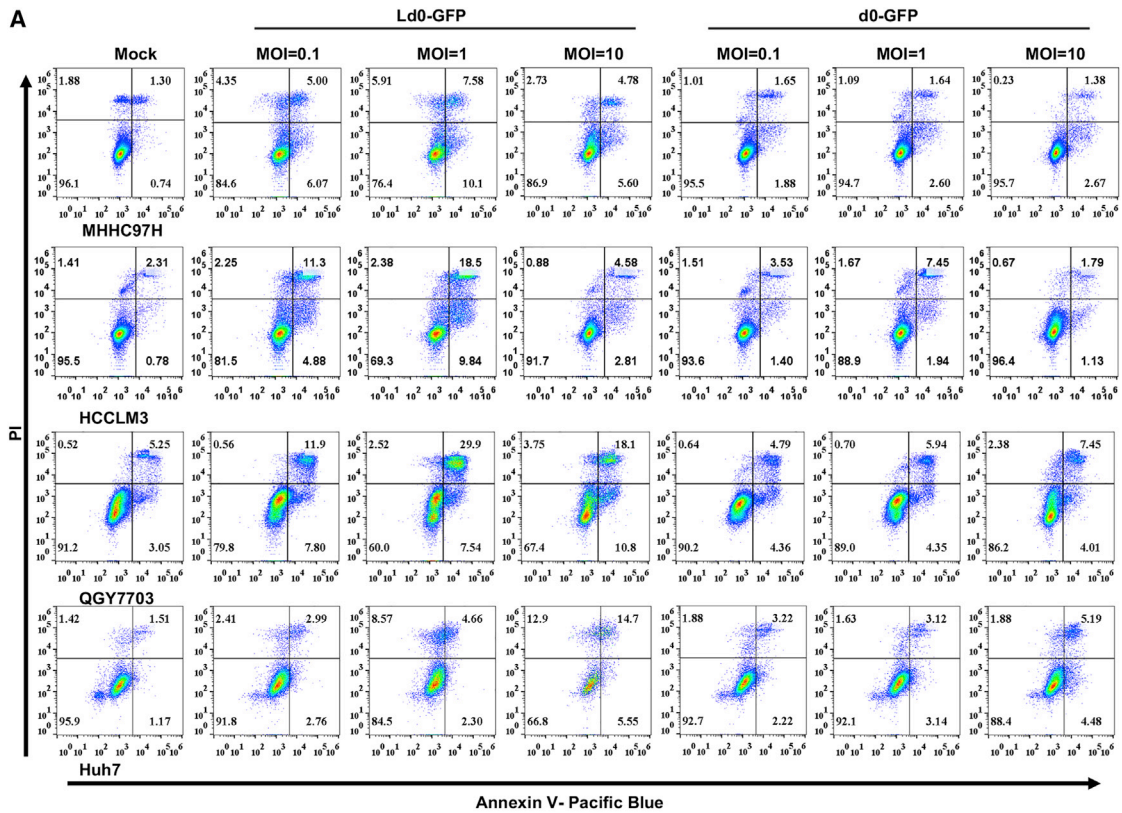 A
Ld0-GFP d0-GFP
Mock MOI=0.1 MOI=1 MOI=10 MOI=0.1 MOI=1 MOI=10
1.88 1.30 4.35 5.00 5.91 7.58 2.73 4.78 1.01 1.65 1.09 1.64 0.23 1.38
96.1 0.74 84.6 6.07 76.4 10.1 86.9 5.60 95.5 1.88 94.7 2.60 95.7 2.67
MHHC97H
1.41 2.31 2.25 11.3 2.38 18.5 0.88 4.58 1.51 3.53 1.67 7.45 0.67 1.79
95.5 0.78 81.5 4.88 69.3 9.84 91.7 2.81 93.6 1.40 88.9 1.94 96.4 1.13
HCCLM3
PI
0.52 5.25 0.56 11.9 2.52 29.9 3.75 18.1 0.64 4.79 0.70 5.94 2.38 7.45
91.2 3.05 79.8 7.80 60.0 7.54 67.4 10.8 90.2 4.36 89.0 4.35 86.2 4.01
QGY7703
1.42 1.51 2.41 2.99 8.57 4.66 12.9 14.7 1.88 3.22 1.63 3.12 1.88 5.19
95.9 1.17 91.8 2.76 84.5 2.30 66.8 5.55 92.7 2.22 92.1 3.14 88.4 4.48
Huh7
Annexin V- Pacific Blue